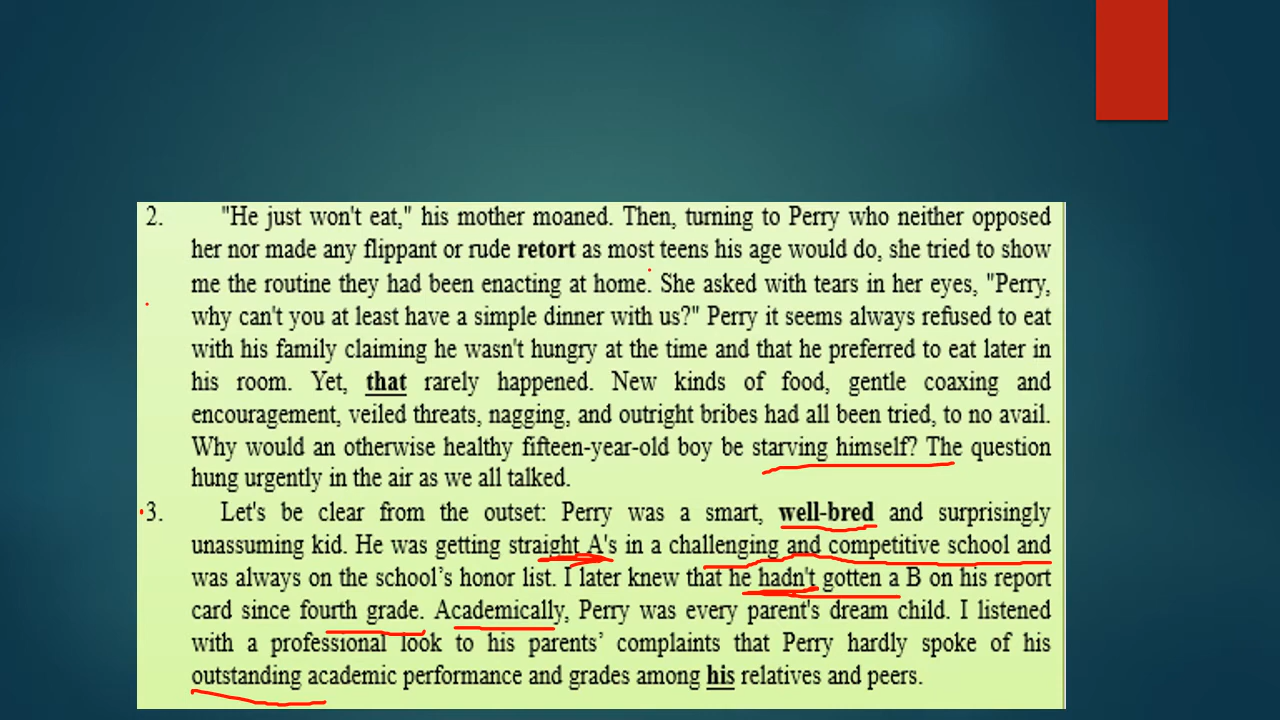 2. "He just won't eat," his mother moaned. Then, turning to Perry who neither opposed
her nor made any flippant or rude retort as most teens his age would do, she tried to show
me the routine they had been enacting at home. She asked with tears in her eyes, "Perry,
why can't you at least have a simple dinner with us?" Perry it seems always refused to eat
with his family claiming he wasn't hungry at the time and that he preferred to eat later in
his room. Yet, that rarely happened. New kinds of food, gentle coaxing and
encouragement, veiled threats, nagging, and outright bribes had all been tried, to no avail.
Why would an otherwise healthy fifteen-year-old boy be starving himself? The question
hung urgently in the air as we all talked.
3. Let's be clear from the outset: Perry was a smart, well-bred and surprisingly
unassuming kid. He was getting straight A's in a challenging and competitive school and
was always on the school’s honor list. I later knew that he hadn't gotten a B on his report
card since fourth grade. Academically, Perry was every parent's dream child. I listened
with a professional look to his parents’ complaints that Perry hardly spoke of his
outstanding academic performance and grades among his relatives and peers.